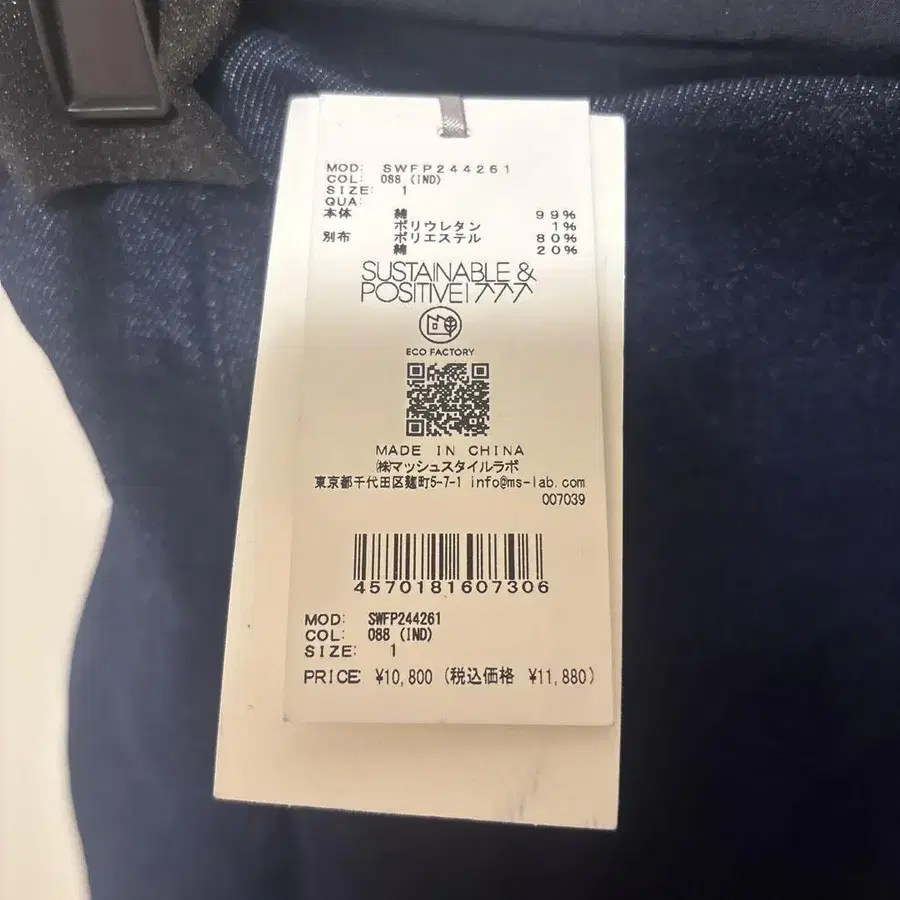 MOD: SWFP244261
COL: 088 (IND)
SIZE: 1
QUA:
本体 綿 99%
ポリウレタン 1%
別布 ポリエステル 80%
綿 20%
SUSTAINABLE &
POSITIVE!
ECO FACTORY
MADE IN CHINA
㈱マッシュスタイルラボ
東京都千代田区麹町5-7-1 info@ms-lab.com
007039
4570181607306
MOD: SWFP244261
COL: 088 (IND)
SIZE: 1
PRICE: ¥10,800 (税込価格 ¥11,880)